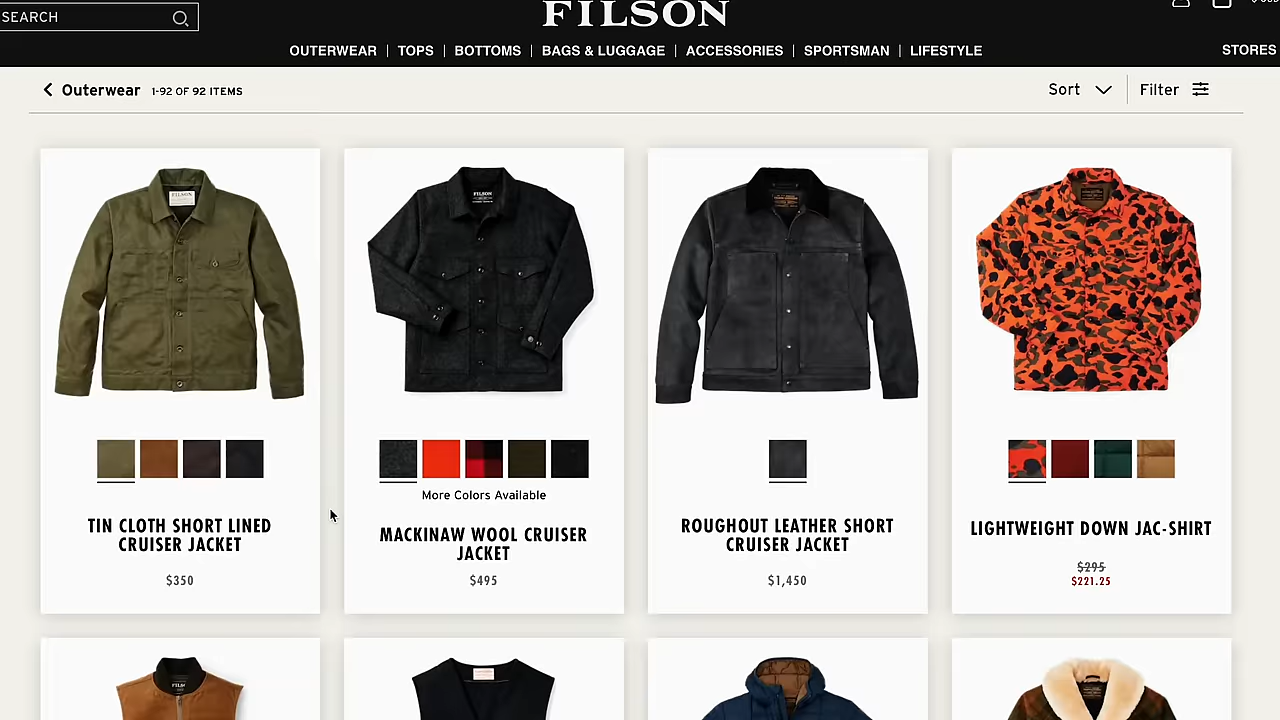 SEARCH
FILSON
OUTERWEAR | TOPS | BOTTOMS | BAGS & LUGGAGE | ACCESSORIES | SPORTSMAN | LIFESTYLE
STORES
Outerwear 1-92 OF 92 ITEMS
Sort
Filter
FILSON
FILSON
More Colors Available
TIN CLOTH SHORT LINED
CRUISER JACKET
$350
MACKINAW WOOL CRUISER
JACKET
$495
ROUGHOUT LEATHER SHORT
CRUISER JACKET
$1,450
LIGHTWEIGHT DOWN JAC-SHIRT
$295
$221.25